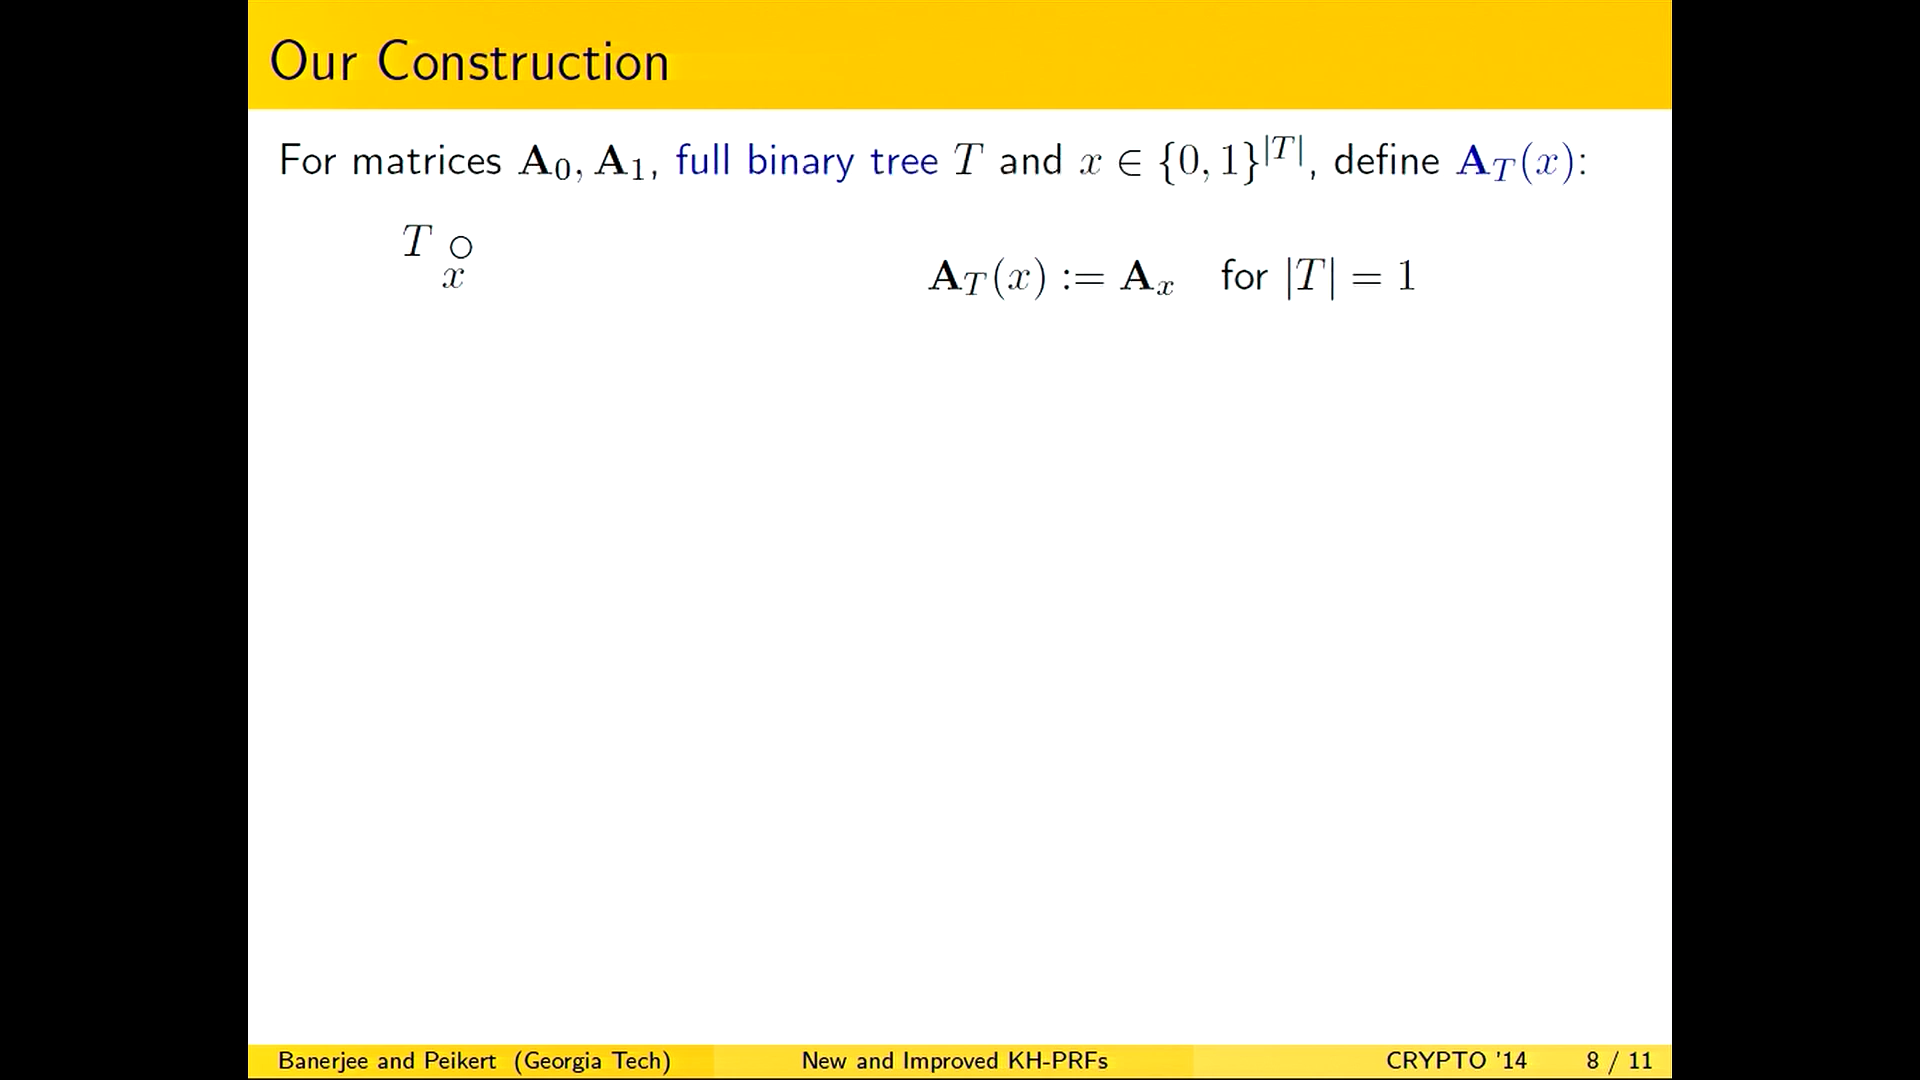 Our Construction
For matrices A₀, A₁, full binary tree T and x ∈ {0, 1}^|T|, define A_T(x):
T
x
A_T(x) := A_x for |T| = 1
Banerjee and Peikert (Georgia Tech) New and Improved KH-PRFs CRYPTO '14 8 / 11